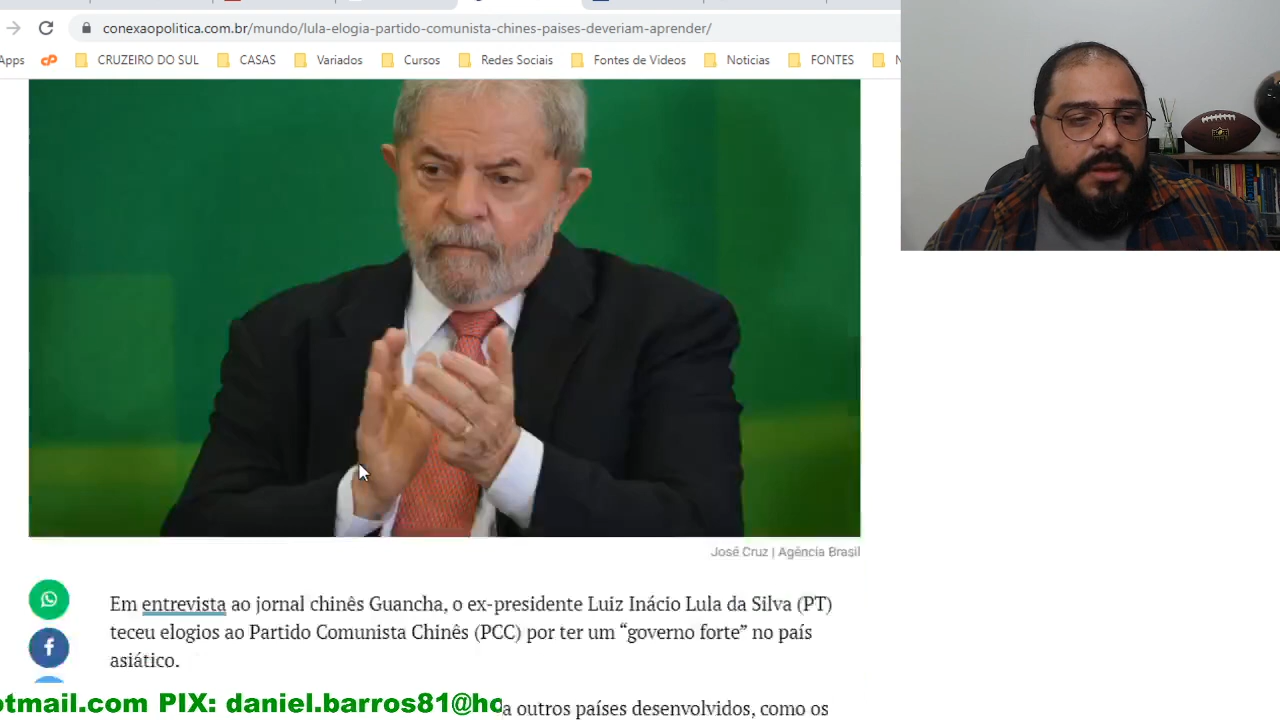 conexaopolitica.com.br/mundo/lula-elogia-partido-comunista-chines-paises-deveriam-aprender/
Apps CRUZEIRO DO SUL CASAS Variados Cursos Redes Sociais Fontes de Videos Noticias FONTES N
José Cruz | Agência Brasil
Em entrevista ao jornal chinês Guancha, o ex-presidente Luiz Inácio Lula da Silva (PT)
teceu elogios ao Partido Comunista Chinês (PCC) por ter um “governo forte” no país
asiático.
otmail.com PIX: daniel.barros81@ho
a outros países desenvolvidos, como os